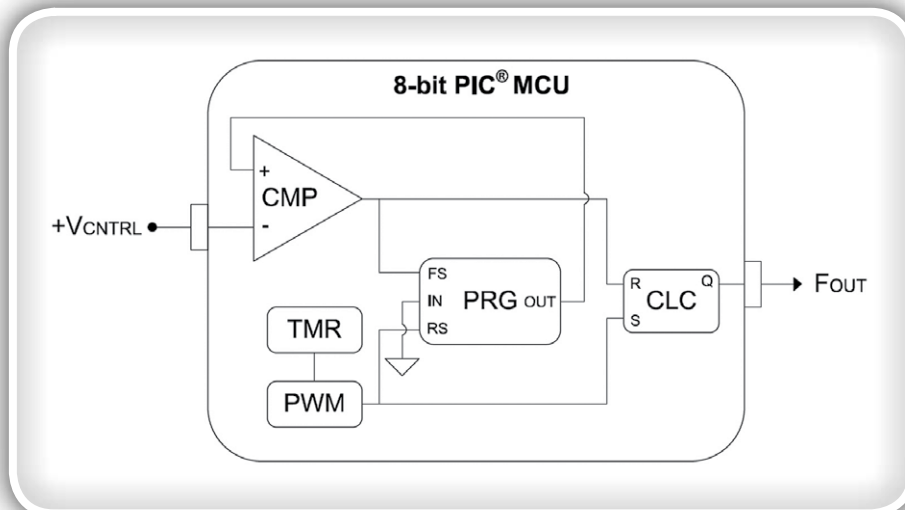 8-bit PIC® MCU
+
CMP
-
+VCNTRL
FS
IN
RS
PRG
OUT
R
S
Q
CLC
FOUT
TMR
PWM